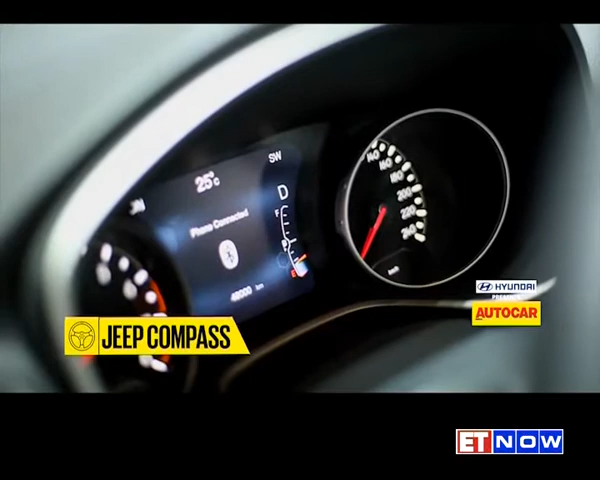 SW
25°C
D
F
Phone Connected
48000 km
140
160
180
200
220
240
km/h
JEEP COMPASS
HYUNDAI
AUTOCAR
ET NOW